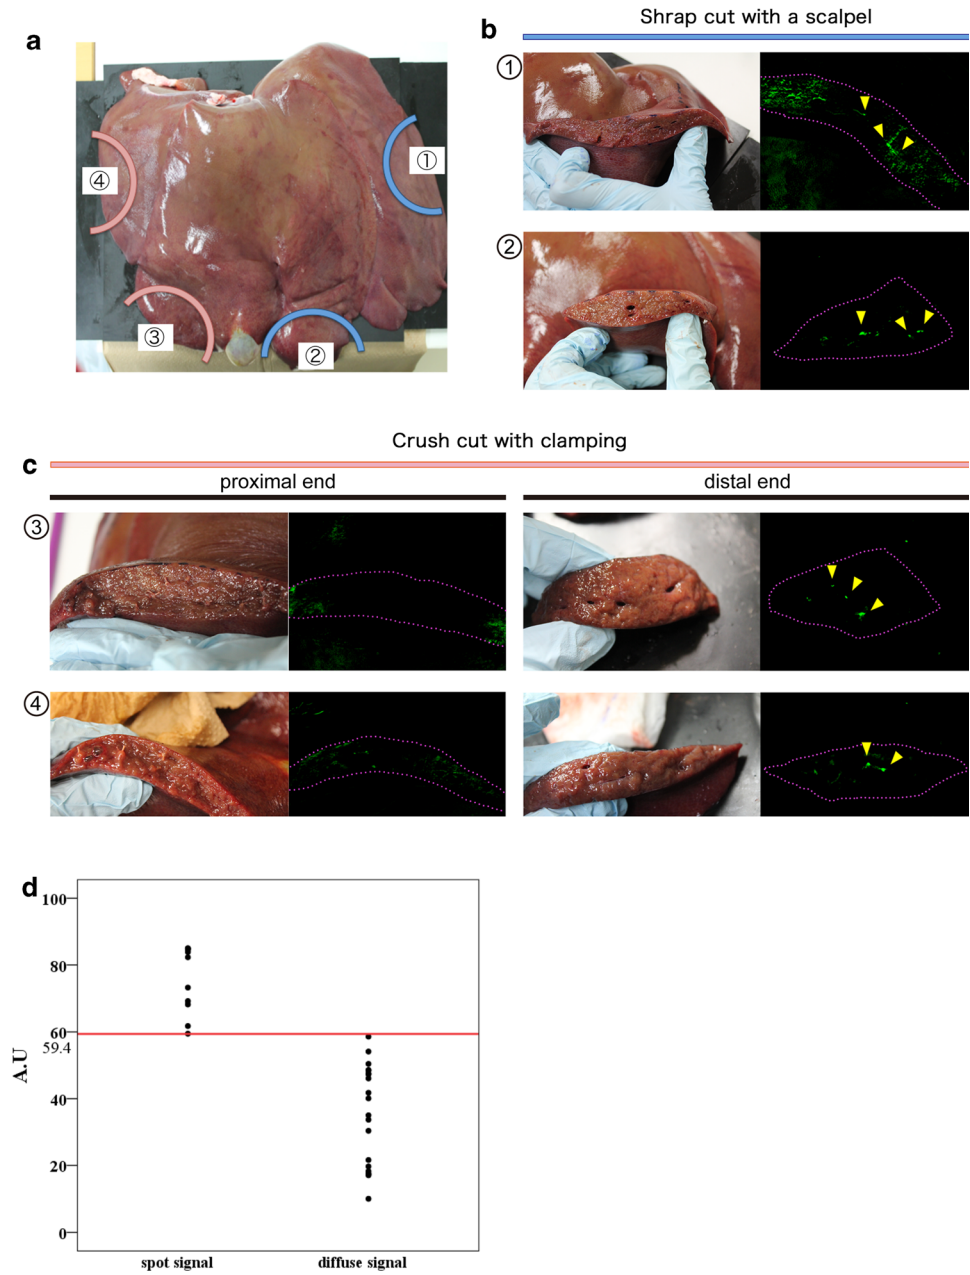 a
①
④
③
②
b
Shrap cut with a scalpel
①
②
Crush cut with clamping
c
proximal end
distal end
③
④
d
100
80
60
59.4
40
20
0
A.U
spot signal
diffuse signal